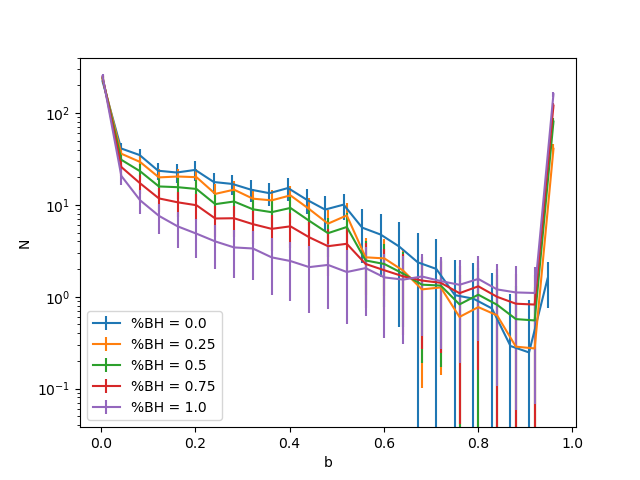 10²
10¹
10⁰
10⁻¹
N
%BH = 0.0
%BH = 0.25
%BH = 0.5
%BH = 0.75
%BH = 1.0
0.0 0.2 0.4 0.6 0.8 1.0
b